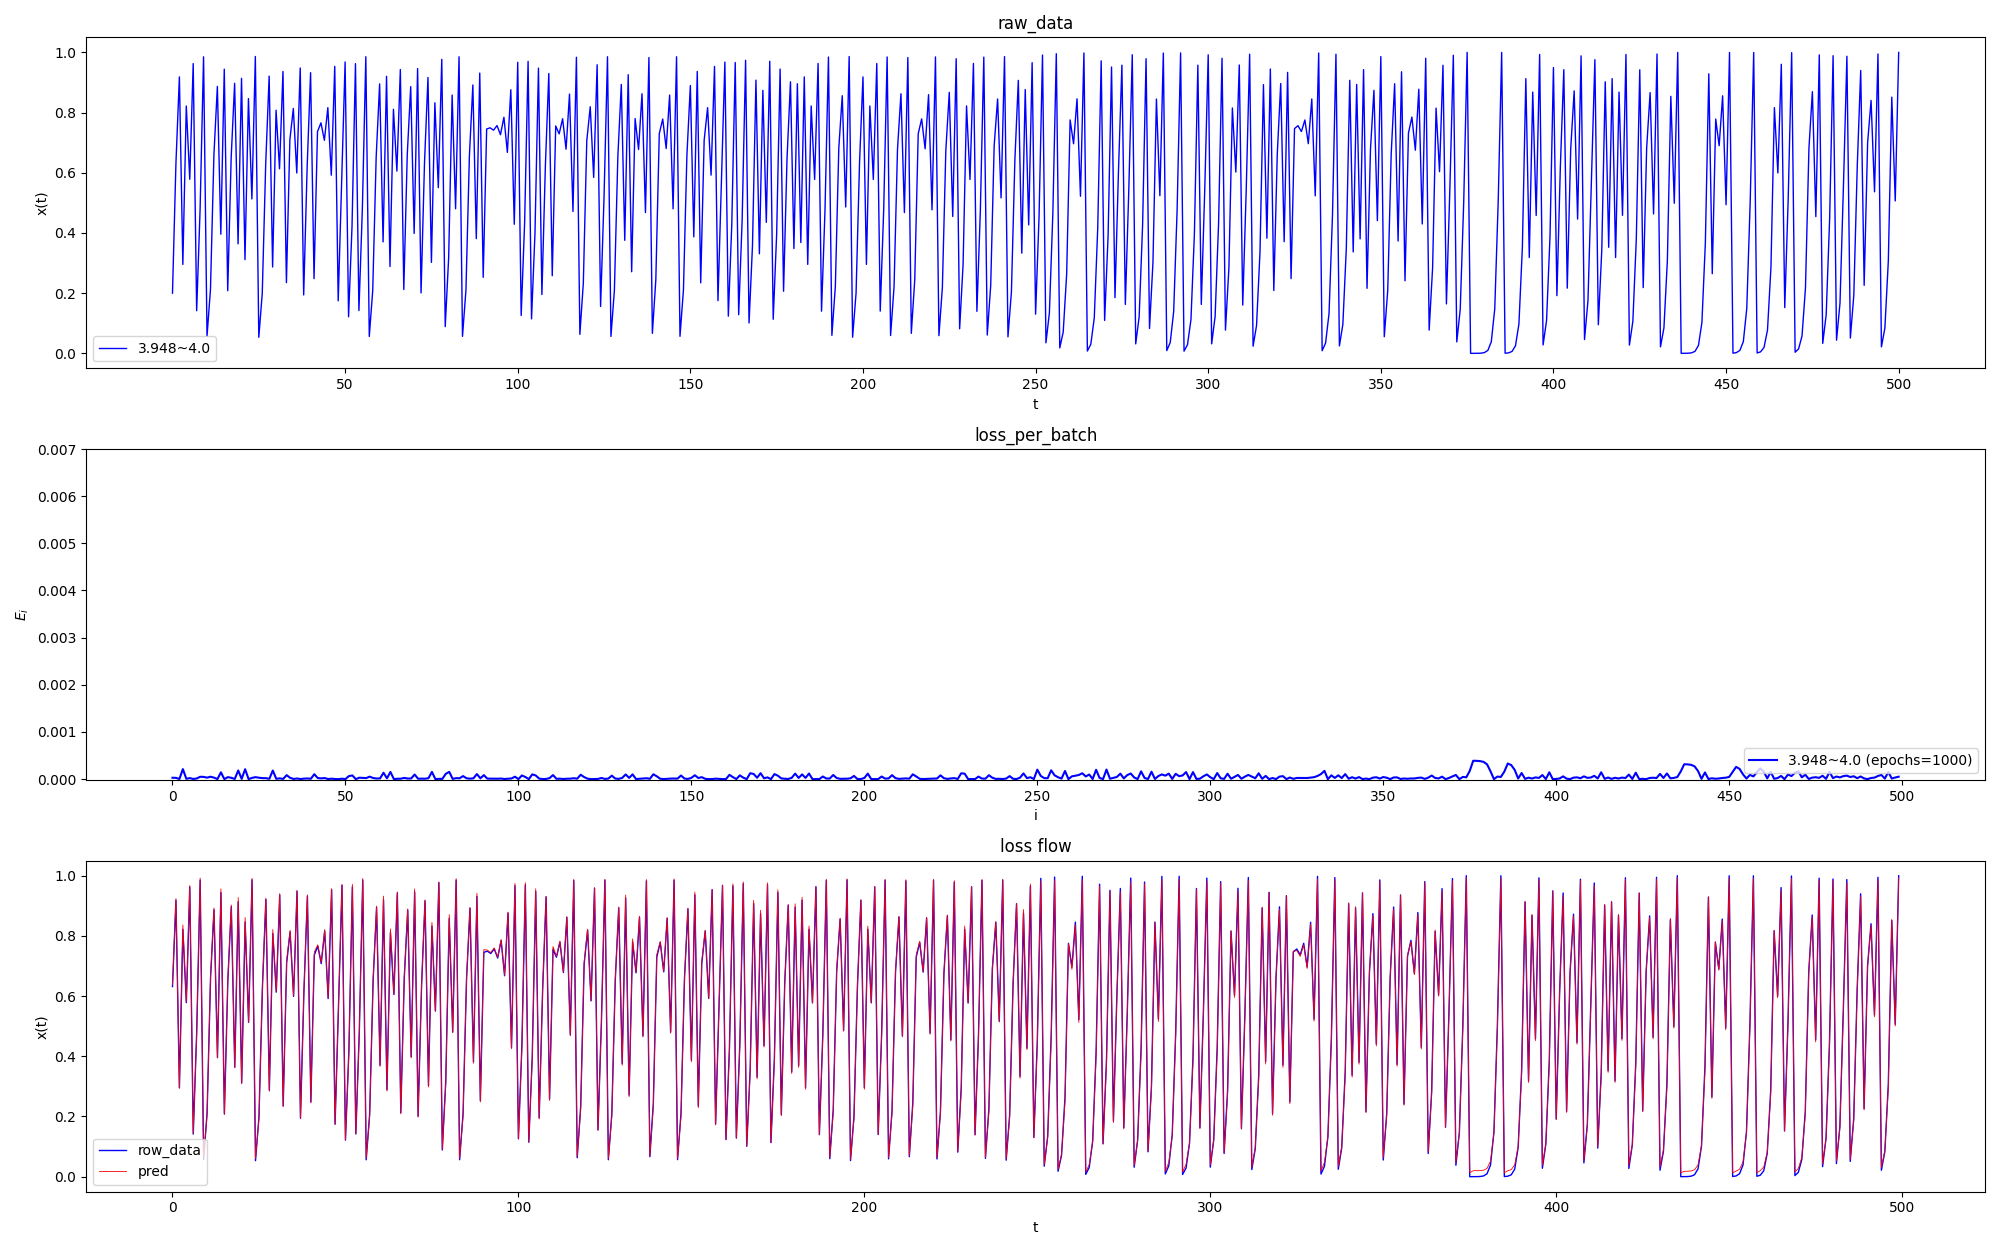 raw_data
1.0
0.8
0.6
0.4
0.2
0.0
x(t)
3.948~4.0
50 100 150 200 250 300 350 400 450 500
t
loss_per_batch
0.007
0.006
0.005
0.004
0.003
0.002
0.001
0.000
E_i
3.948~4.0 (epochs=1000)
0 50 100 150 200 250 300 350 400 450 500
i
loss flow
1.0
0.8
0.6
0.4
0.2
0.0
x(t)
row_data
pred
0 100 200 300 400 500
t